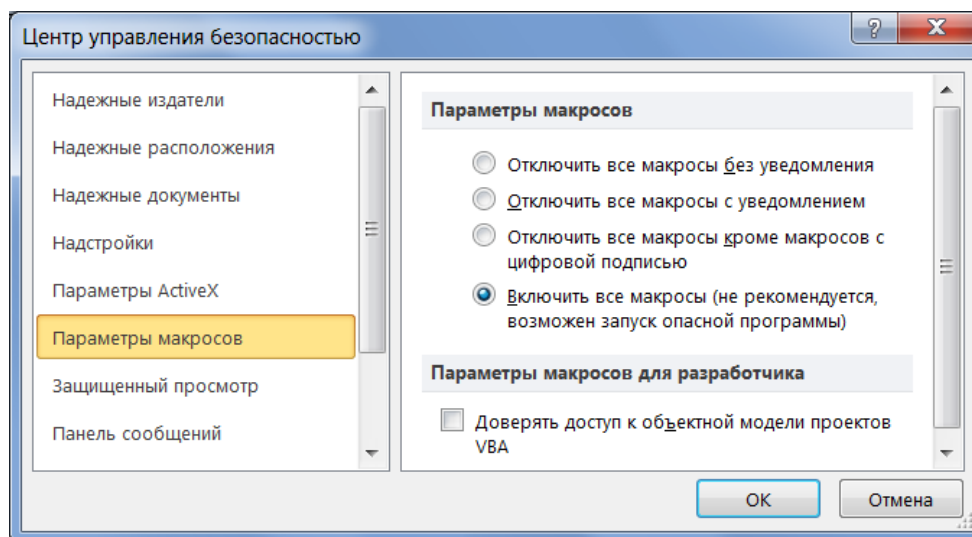 Центр управления безопасностью
Надежные издатели
Надежные расположения
Надежные документы
Надстройки
Параметры ActiveX
Параметры макросов
Защищенный просмотр
Панель сообщений
Параметры макросов
Отключить все макросы без уведомления
Отключить все макросы с уведомлением
Отключить все макросы кроме макросов с
цифровой подписью
Включить все макросы (не рекомендуется,
возможен запуск опасной программы)
Параметры макросов для разработчика
Доверять доступ к объектной модели проектов
VBA
ОК
Отмена